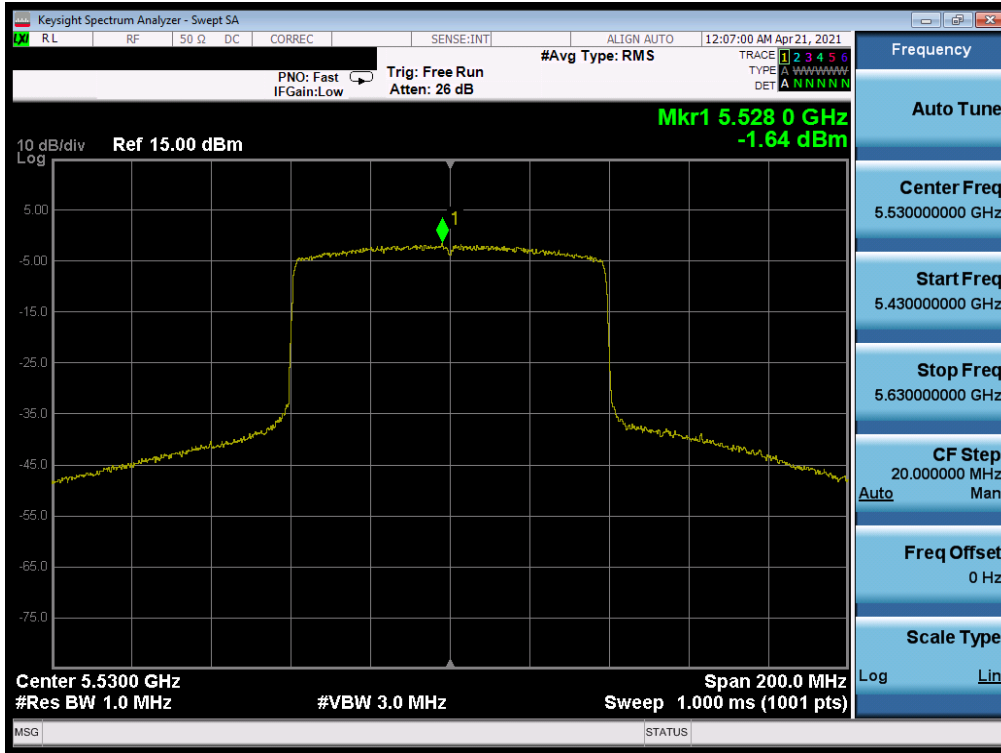 Keysight Spectrum Analyzer - Swept SA
LXI RL RF 50 Ω DC CORREC SENSE:INT ALIGN AUTO 12:07:00 AM Apr 21, 2021
#Avg Type: RMS
TRACE 1 2 3 4 5 6
TYPE A WWWWW
DET A N N N N N
PNO: Fast
IFGain:Low
Trig: Free Run
Atten: 26 dB
Mkr1 5.528 0 GHz
-1.64 dBm
10 dB/div Ref 15.00 dBm
Log
1
5.00
-5.00
-15.0
-25.0
-35.0
-45.0
-55.0
-65.0
-75.0
Center 5.5300 GHz Span 200.0 MHz
#Res BW 1.0 MHz #VBW 3.0 MHz Sweep 1.000 ms (1001 pts)
MSG STATUS
Frequency
Auto Tune
Center Freq
5.530000000 GHz
Start Freq
5.430000000 GHz
Stop Freq
5.630000000 GHz
CF Step
20.000000 MHz
Auto Man
Freq Offset
0 Hz
Scale Type
Log Lin